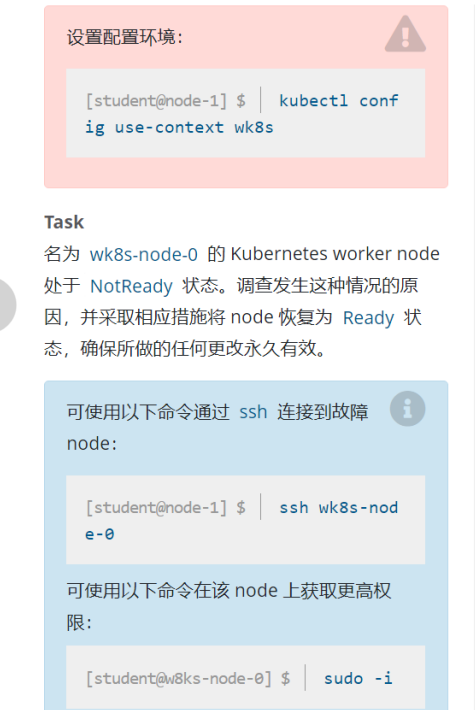 设置配置环境：
[student@node-1] $ | kubectl conf
ig use-context wk8s
Task
名为 wk8s-node-0 的 Kubernetes worker node
处于 NotReady 状态。调查发生这种情况的原
因，并采取相应措施将 node 恢复为 Ready 状
态，确保所做的任何更改永久有效。
可使用以下命令通过 ssh 连接到故障
node：
[student@node-1] $ | ssh wk8s-nod
e-0
可使用以下命令在该 node 上获取更高权
限：
[student@w8ks-node-0] $ | sudo -i